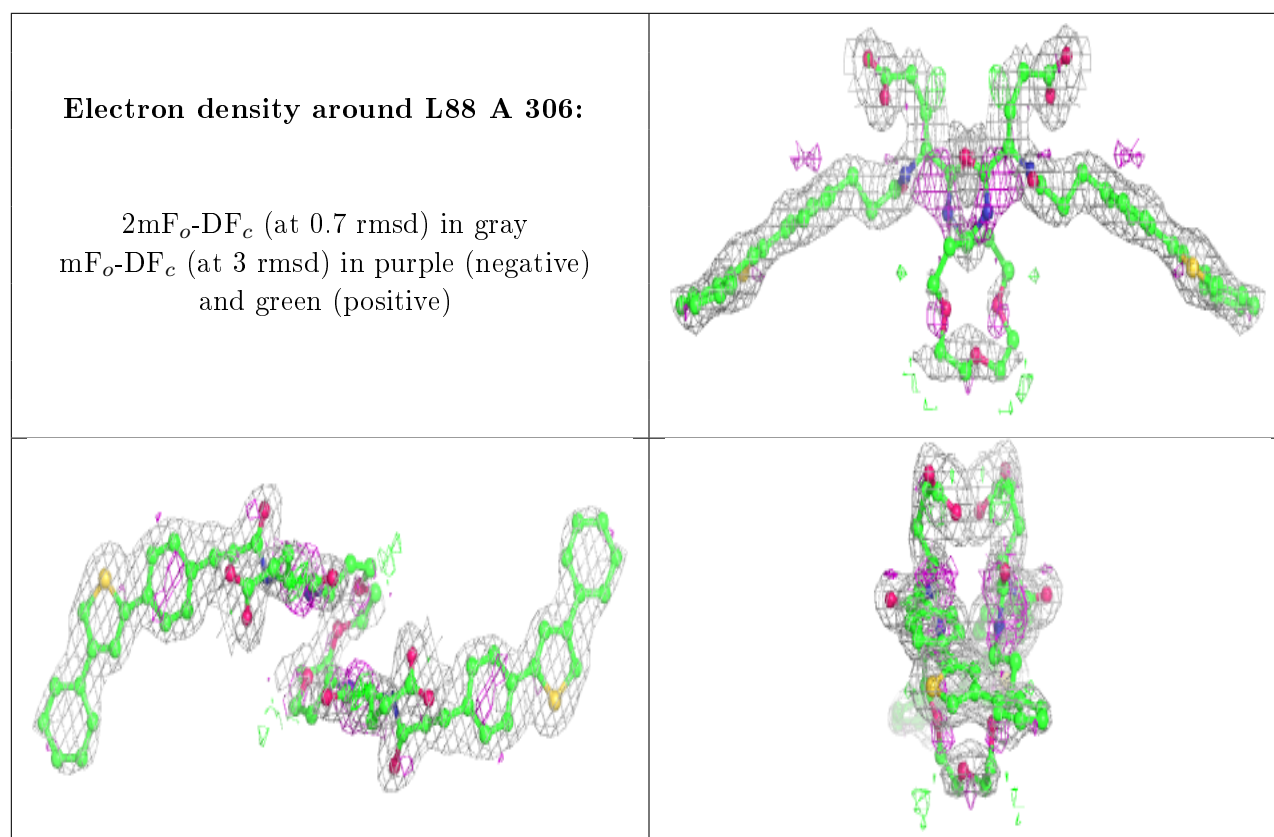 Electron density around L88 A 306:
2mFₒ-DF𝒸 (at 0.7 rmsd) in gray
mFₒ-DF𝒸 (at 3 rmsd) in purple (negative)
and green (positive)